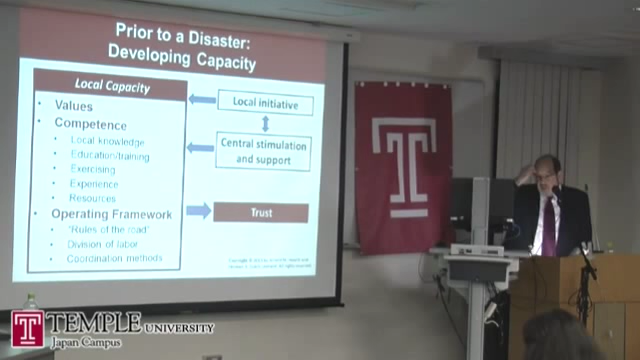 Prior to a Disaster:
Developing Capacity
Local Capacity
• Values
• Competence
• Local knowledge
• Education/training
• Exercising
• Experience
• Resources
• Operating Framework
• "Rules of the road"
• Division of labor
• Coordination methods
Local initiative
Central stimulation
and support
Trust
T
T
TEMPLE UNIVERSITY
Japan Campus